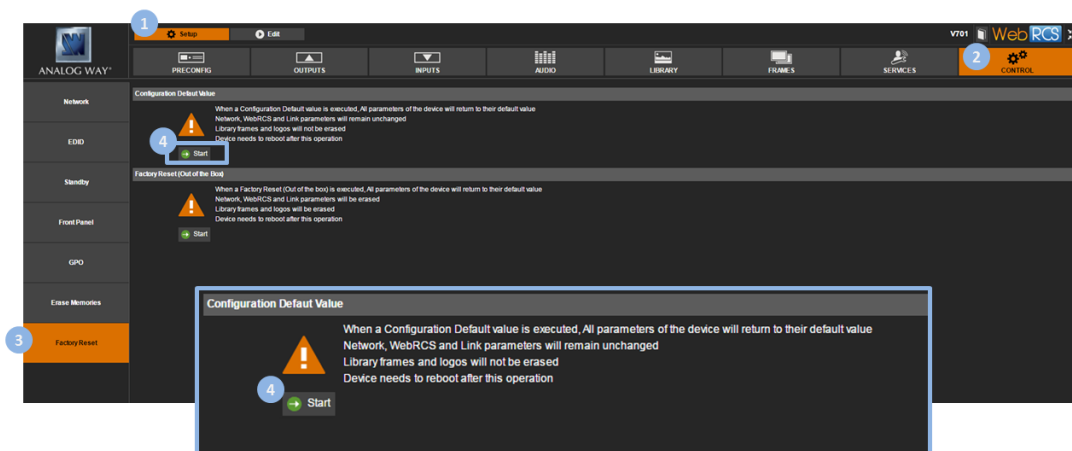 1
Setup
Edit
V701
WebRCS
ANALOG WAY®
PRECONFIG
OUTPUTS
INPUTS
AUDIO
LIBRARY
FRAMES
SERVICES
2
CONTROL
Network
EDID
Standby
Front Panel
GPO
Erase Memories
3
Factory Reset
Configuration Defaut Value
When a Configuration Default value is executed, All parameters of the device will return to their default value
Network, WebRCS and Link parameters will remain unchanged
Library frames and logos will not be erased
Device needs to reboot after this operation
4
Start
Factory Reset (Out of the Box)
When a Factory Reset (Out of the box) is executed, All parameters of the device will return to their default value
Network, WebRCS and Link parameters will be erased
Library frames and logos will be erased
Device needs to reboot after this operation
Start
Configuration Defaut Value
When a Configuration Default value is executed, All parameters of the device will return to their default value
Network, WebRCS and Link parameters will remain unchanged
Library frames and logos will not be erased
Device needs to reboot after this operation
4
Start